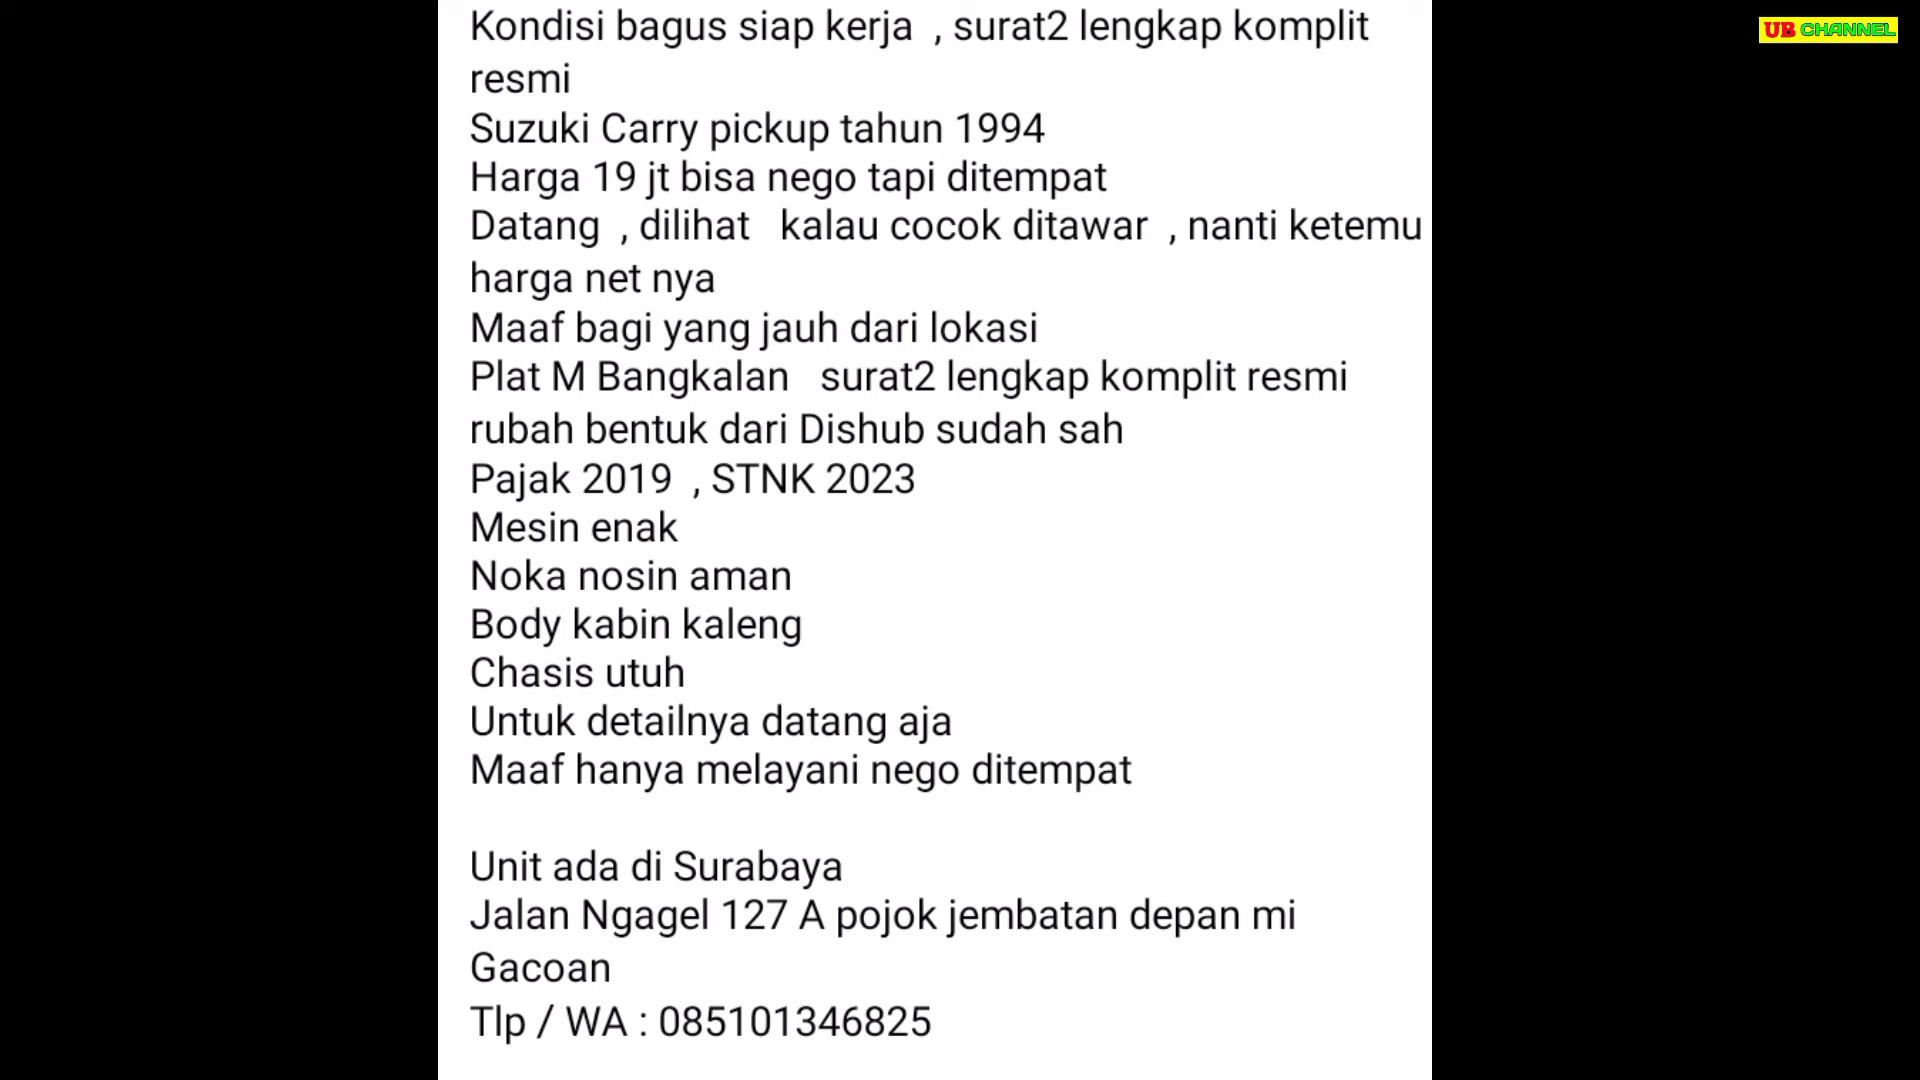 UB CHANNEL
Kondisi bagus siap kerja , surat2 lengkap komplit
resmi
Suzuki Carry pickup tahun 1994
Harga 19 jt bisa nego tapi ditempat
Datang , dilihat kalau cocok ditawar , nanti ketemu
harga net nya
Maaf bagi yang jauh dari lokasi
Plat M Bangkalan surat2 lengkap komplit resmi
rubah bentuk dari Dishub sudah sah
Pajak 2019 , STNK 2023
Mesin enak
Noka nosin aman
Body kabin kaleng
Chasis utuh
Untuk detailnya datang aja
Maaf hanya melayani nego ditempat
Unit ada di Surabaya
Jalan Ngagel 127 A pojok jembatan depan mi
Gacoan
Tlp / WA : 085101346825